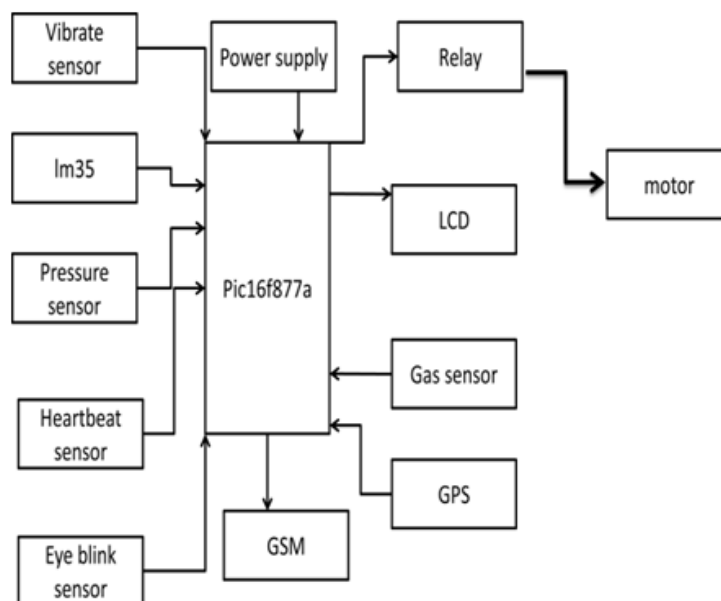 Vibrate
sensor
Power supply
Relay
lm35
motor
LCD
Pressure
sensor
Pic16f877a
Gas sensor
Heartbeat
sensor
GPS
GSM
Eye blink
sensor